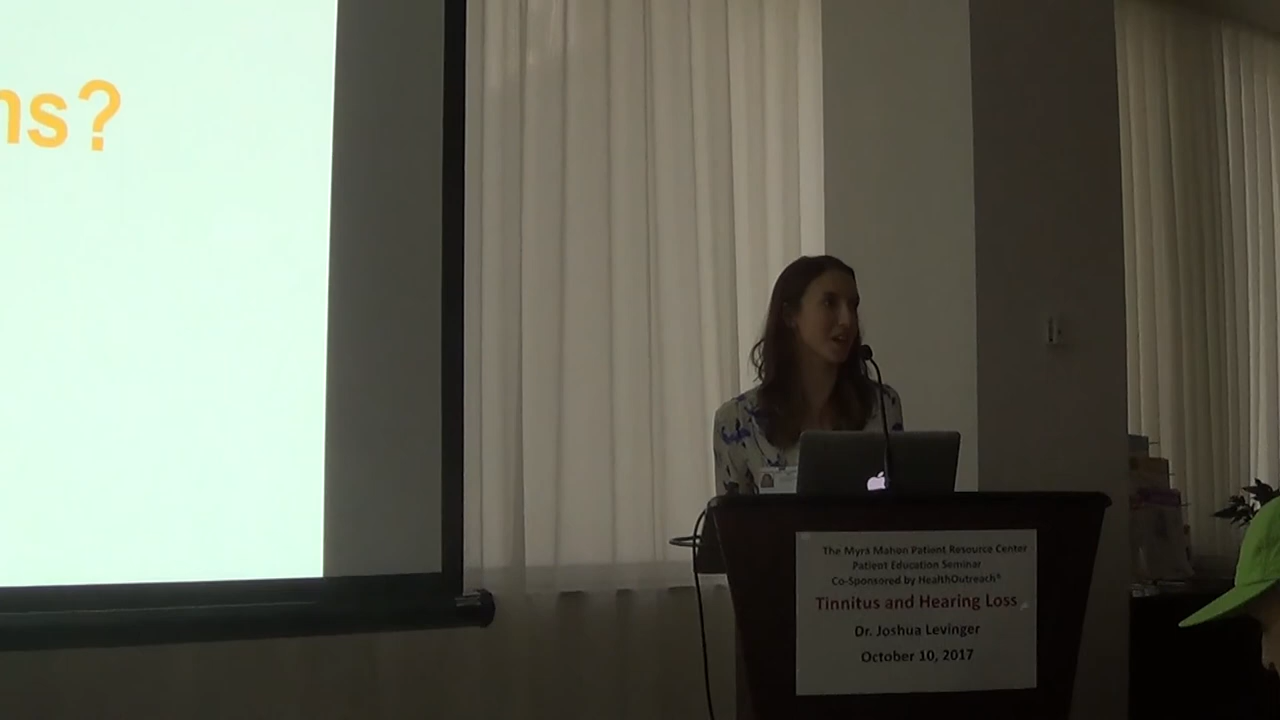 ns?
The Myra Mahon Patient Resource Center
Patient Education Seminar
Co-Sponsored by HealthOutreach®
Tinnitus and Hearing Loss
Dr. Joshua Levinger
October 10, 2017